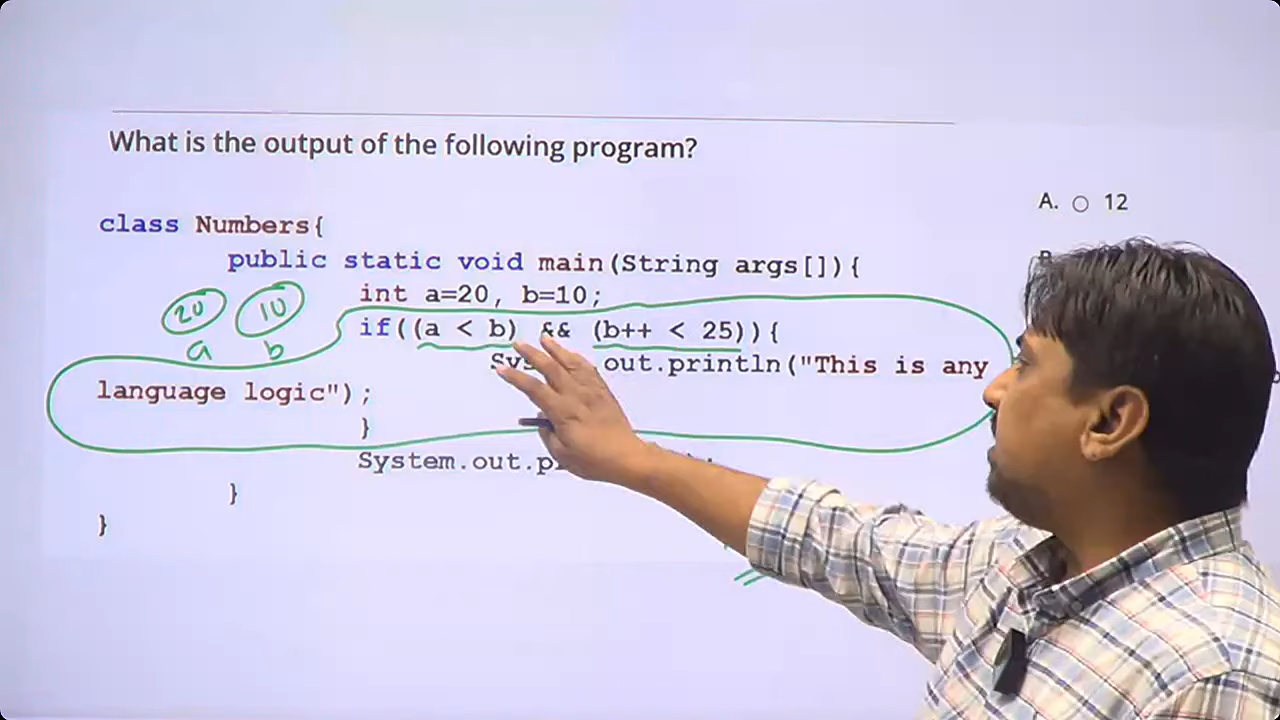 What is the output of the following program?
A. 12
class Numbers{
public static void main(String args[]){
int a=20, b=10;
20 10
a b
if((a < b) && (b++ < 25)){
out.println("This is any
language logic");
}
System.out.
}
}